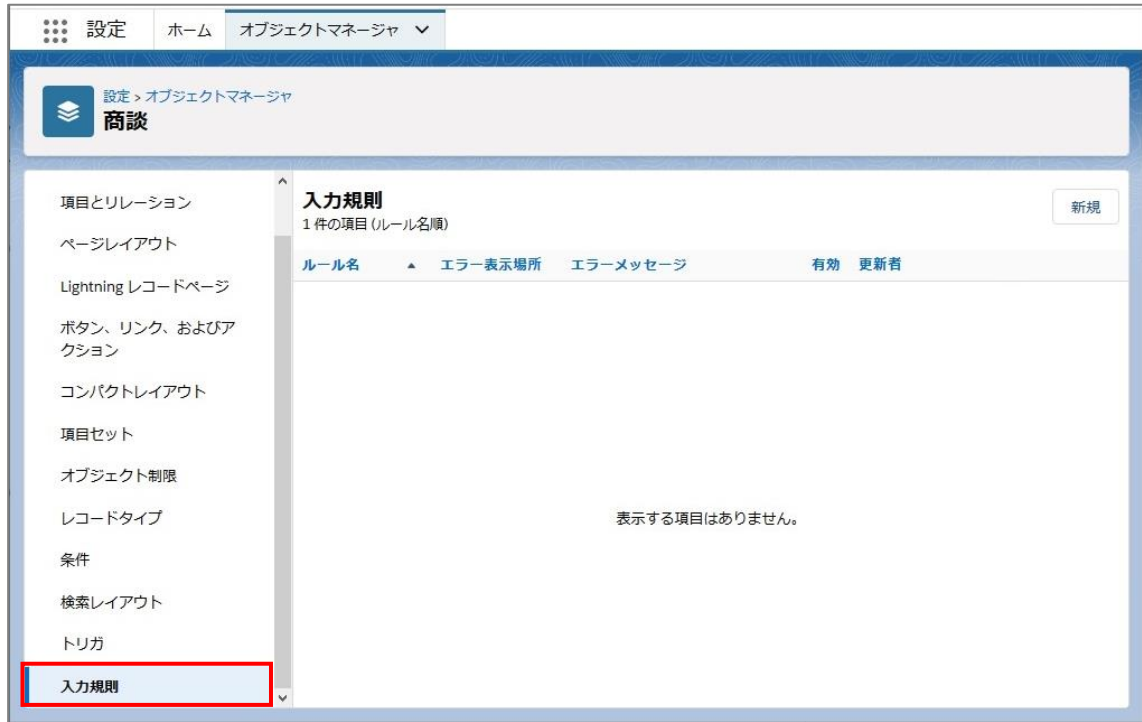 設定 ホーム オブジェクトマネージャ
設定 > オブジェクトマネージャ
商談
項目とリレーション
ページレイアウト
Lightning レコードページ
ボタン、リンク、およびア
クション
コンパクトレイアウト
項目セット
オブジェクト制限
レコードタイプ
条件
検索レイアウト
トリガ
入力規則
入力規則
1 件の項目 (ルール名順)
新規
ルール名 エラー表示場所 エラーメッセージ 有効 更新者
表示する項目はありません。